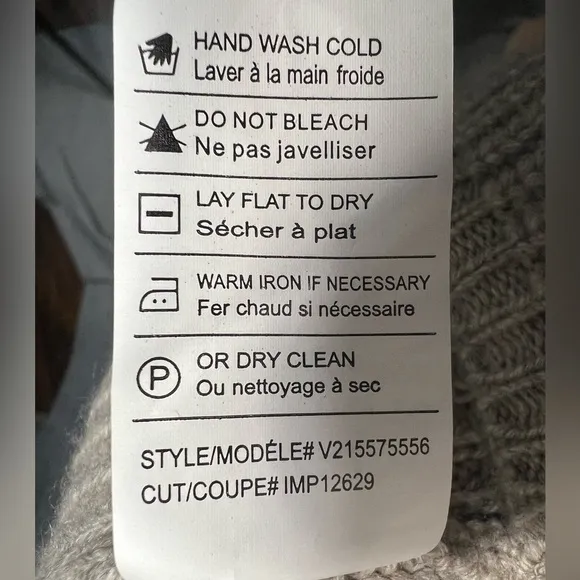 HAND WASH COLD
Laver à la main froide
DO NOT BLEACH
Ne pas javelliser
LAY FLAT TO DRY
Sécher à plat
WARM IRON IF NECESSARY
Fer chaud si nécessaire
P
OR DRY CLEAN
Ou nettoyage à sec
STYLE/MODÉLE# V215575556
CUT/COUPE# IMP12629